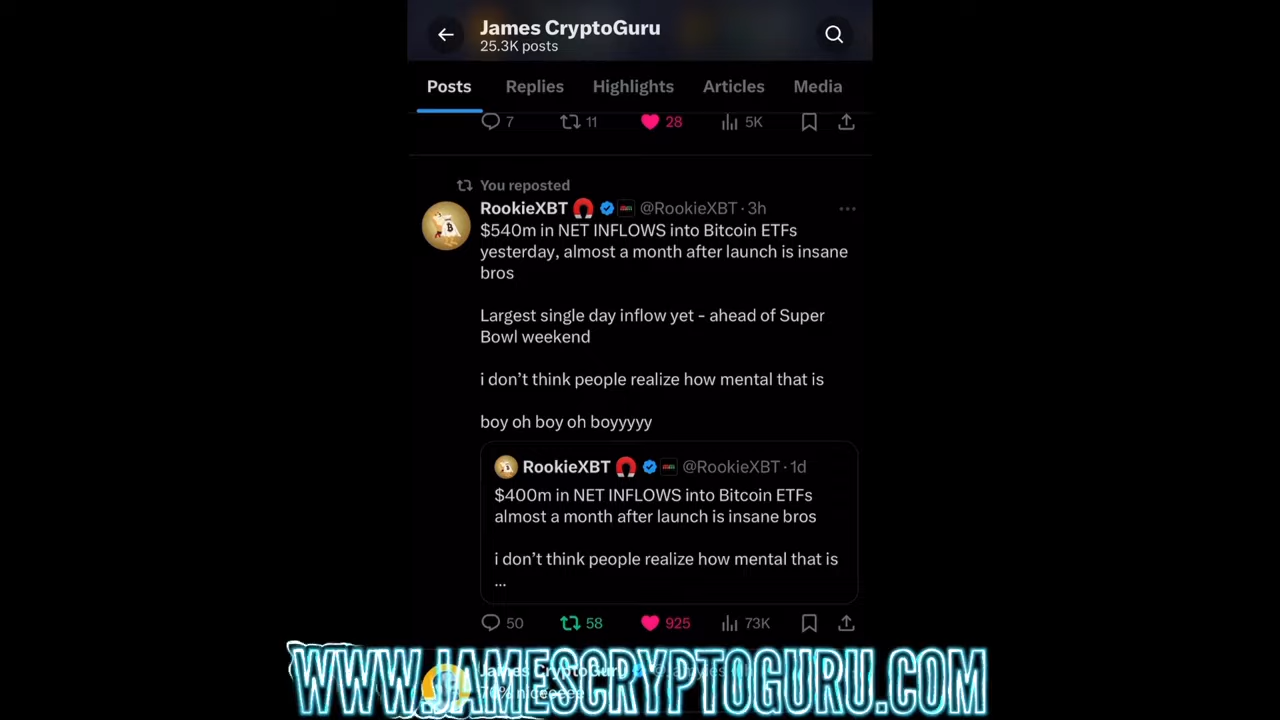 James CryptoGuru
25.3K posts
Posts Replies Highlights Articles Media
7 11 28 5K
You reposted
RookieXBT @RookieXBT · 3h
$540m in NET INFLOWS into Bitcoin ETFs
yesterday, almost a month after launch is insane
bros
Largest single day inflow yet - ahead of Super
Bowl weekend
i don’t think people realize how mental that is
boy oh boy oh boyyyyy
RookieXBT @RookieXBT · 1d
$400m in NET INFLOWS into Bitcoin ETFs
almost a month after launch is insane bros
i don’t think people realize how mental that is
...
50 58 925 73K
James CryptoGuru
WWW.JAMESCRYPTOGURU.COM